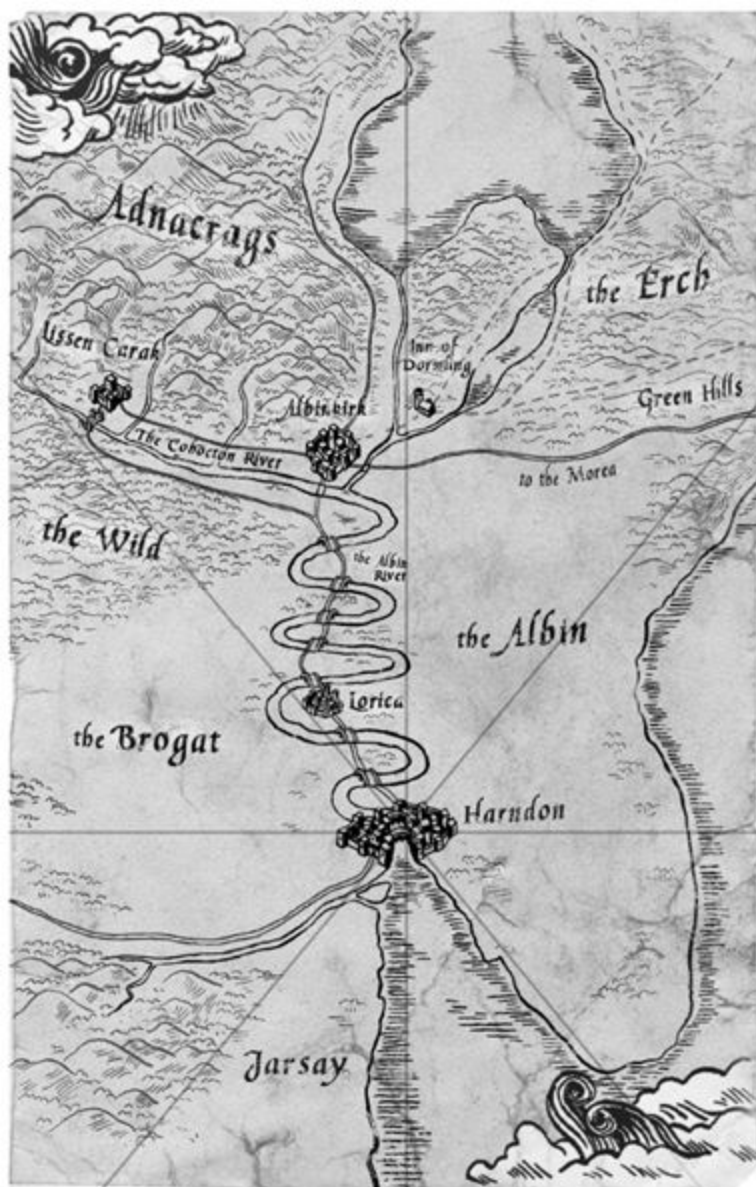 Adnacrags
the Erch
Lissen Carak
Inn of
Dormling
Albinkirk
Green Hills
The Cohocton River
to the Morea
the Wild
the Albin
River
the Albin
Lorica
the Brogat
Harndon
Jarsay